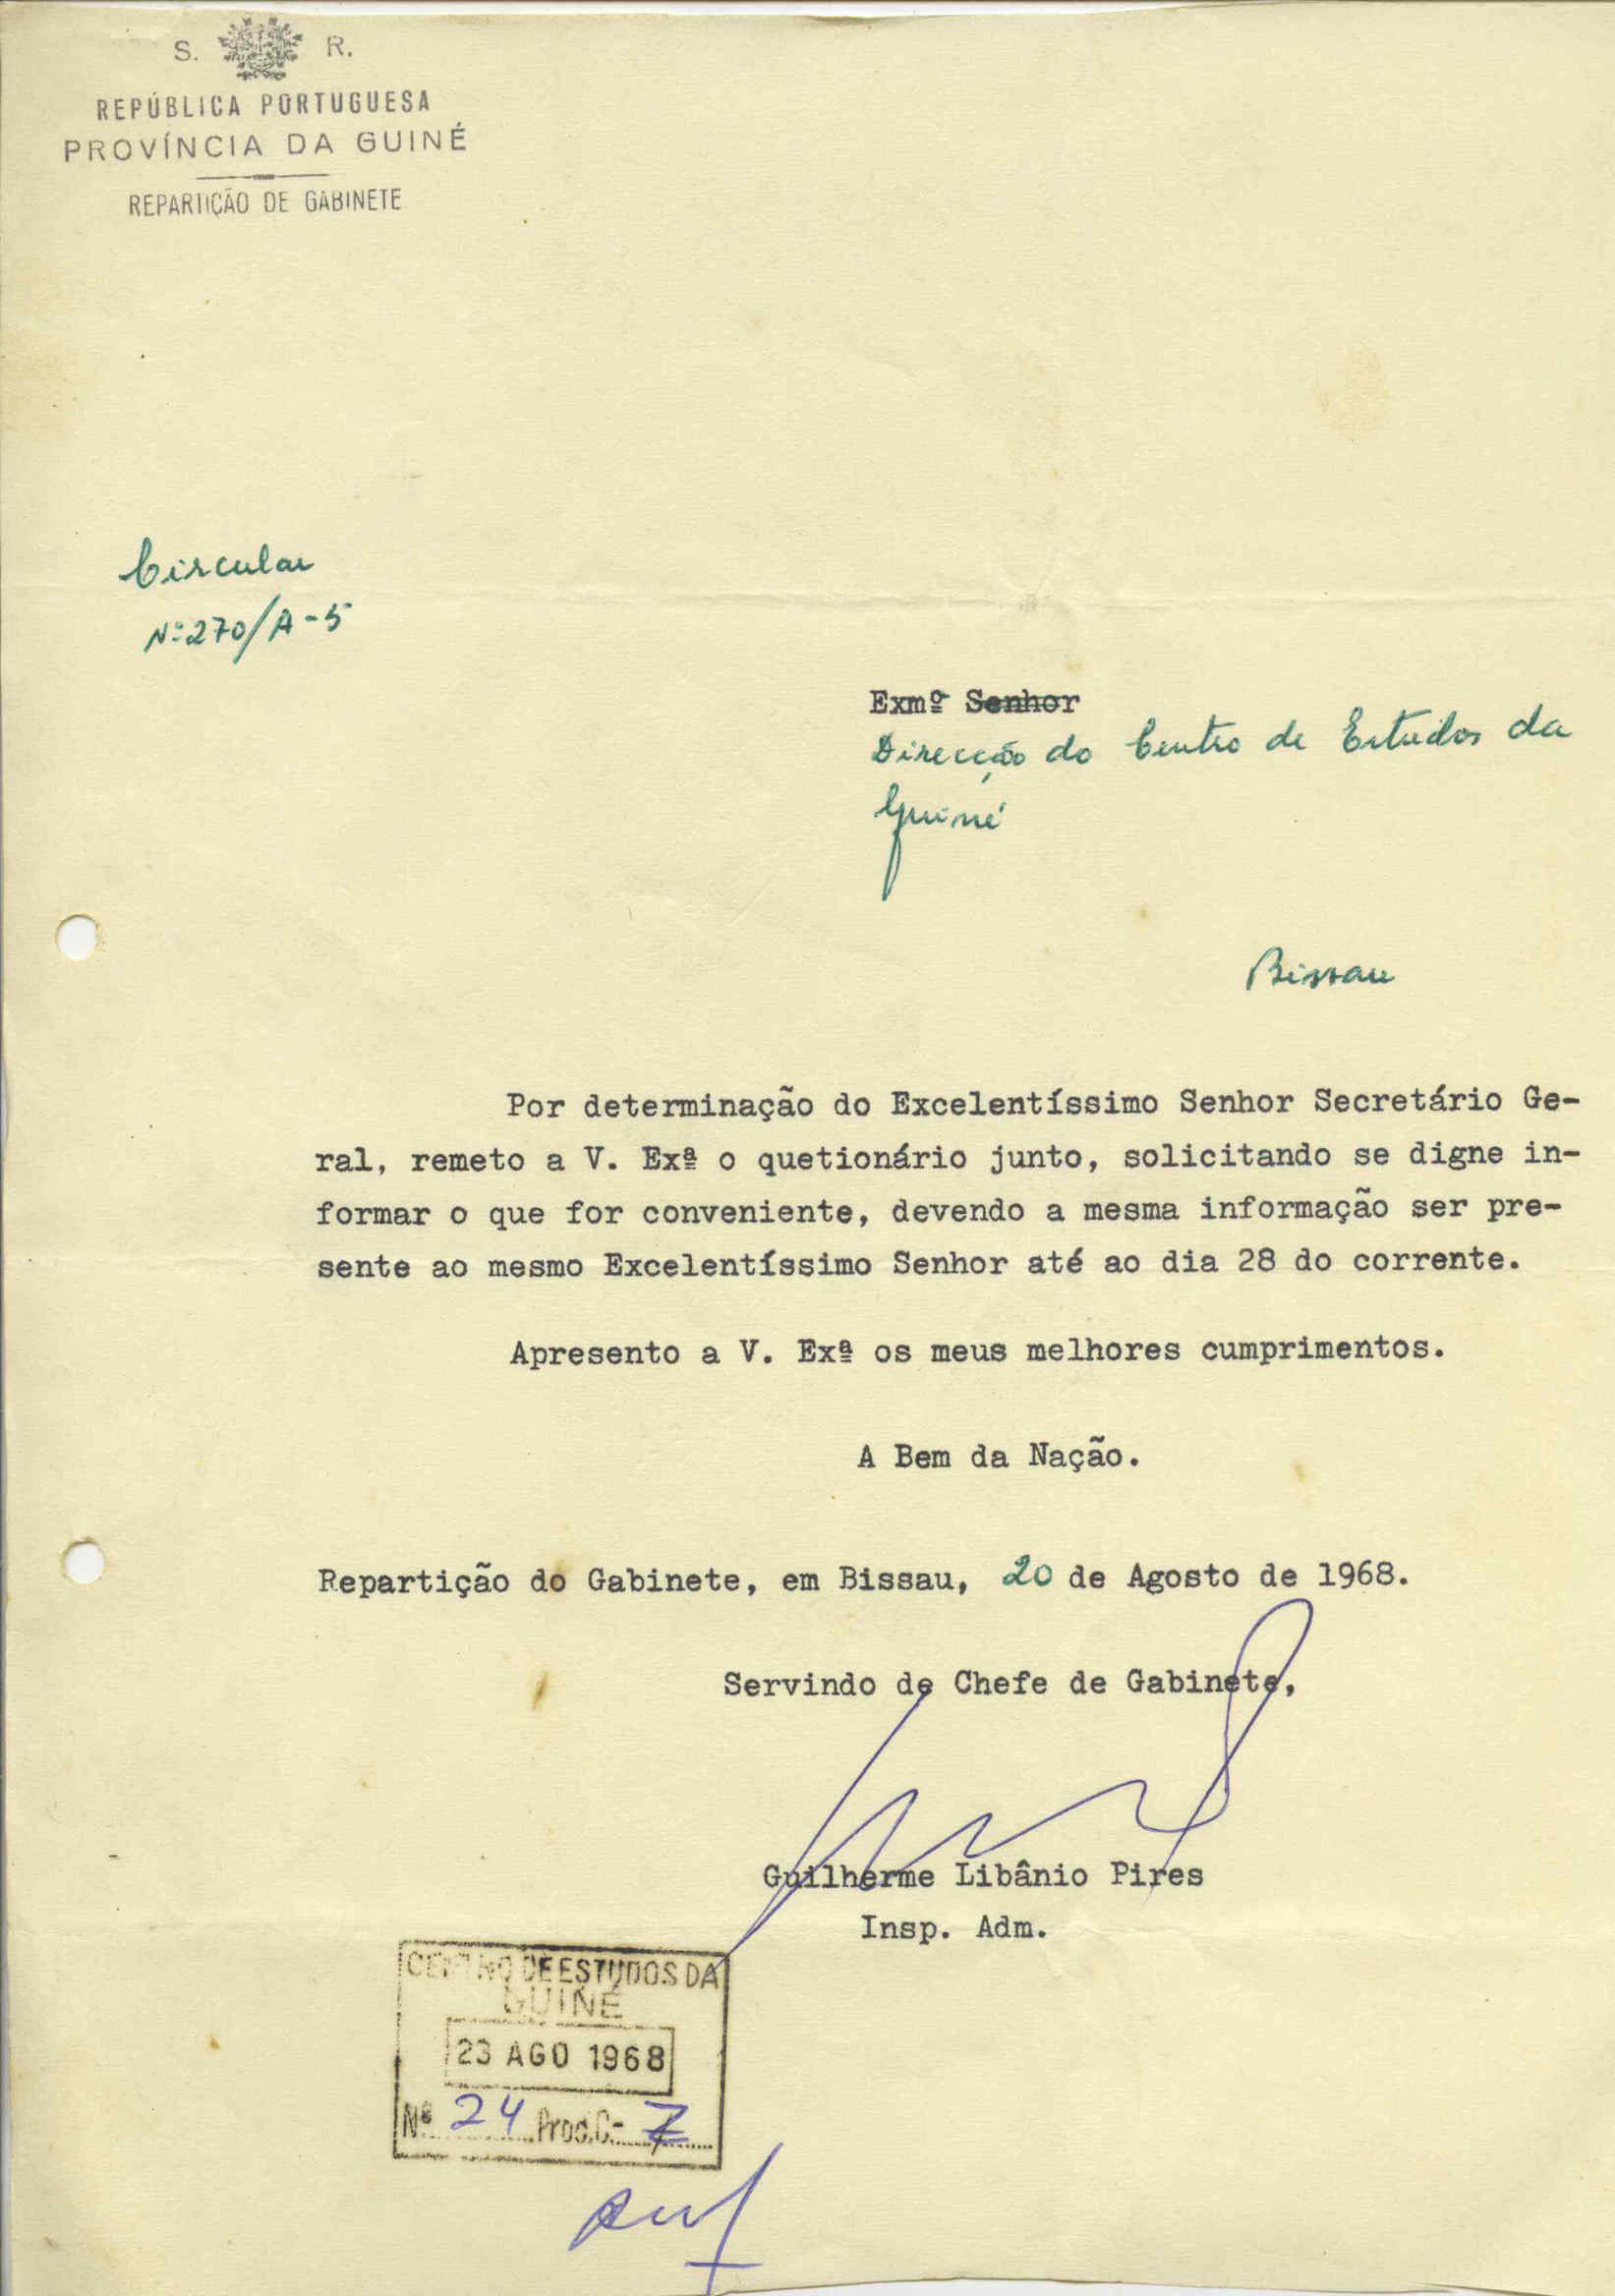 S. R.
REPÚBLICA PORTUGUESA
PROVÍNCIA DA GUINÉ
REPARTIÇÃO DE GABINETE
Circular
Nº 270/A-5
Exmº Senhor
Direcção do Centro de Estudos da
Guiné
Bissau
Por determinação do Excelentíssimo Senhor Secretário Ge-
ral, remeto a V. Exª o quetionário junto, solicitando se digne in-
formar o que for conveniente, devendo a mesma informação ser pre-
sente ao mesmo Excelentíssimo Senhor até ao dia 28 do corrente.
Apresento a V. Exª os meus melhores cumprimentos.
A Bem da Nação.
Repartição do Gabinete, em Bissau, 20 de Agosto de 1968.
Servindo de Chefe de Gabinete,
Guilherme Libânio Pires
Insp. Adm.
CENTRO DE ESTUDOS DA
GUINÉ
23 AGO 1968
Nº 24 Proc. C- 7